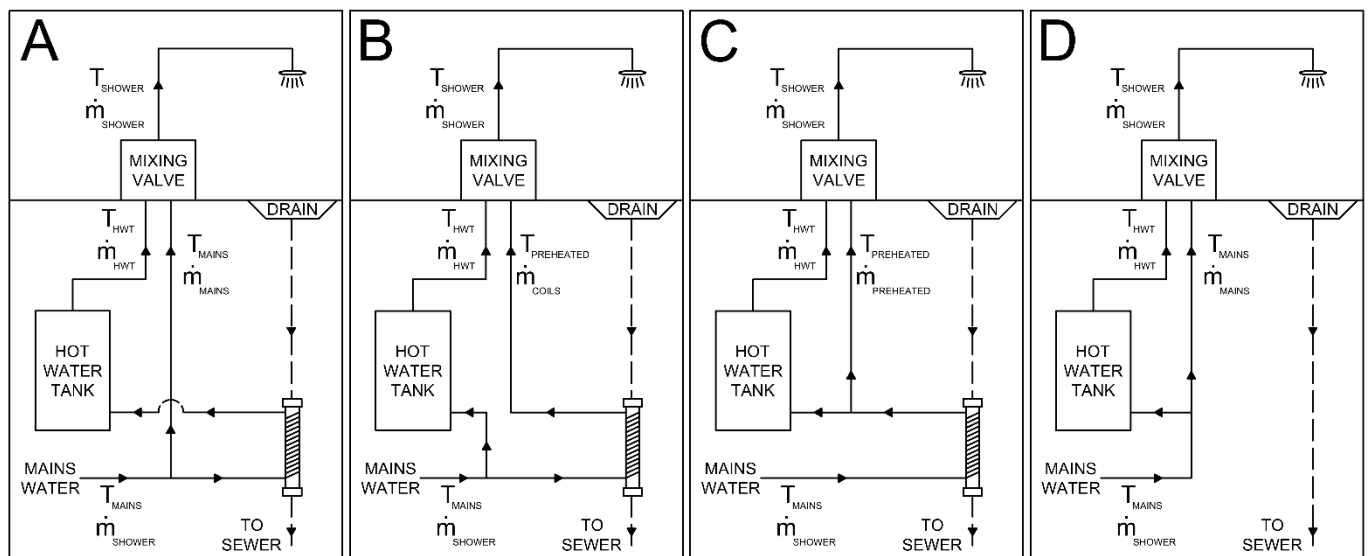 A
T SHOWER
ṁ SHOWER
MIXING
VALVE
DRAIN
T HWT
ṁ HWT
T MAINS
ṁ MAINS
HOT
WATER
TANK
MAINS
WATER
T MAINS
ṁ SHOWER
TO
SEWER
B
T SHOWER
ṁ SHOWER
MIXING
VALVE
DRAIN
T HWT
ṁ HWT
T PREHEATED
ṁ COILS
HOT
WATER
TANK
MAINS
WATER
T MAINS
ṁ SHOWER
TO
SEWER
C
T SHOWER
ṁ SHOWER
MIXING
VALVE
DRAIN
T HWT
ṁ HWT
T PREHEATED
ṁ PREHEATED
HOT
WATER
TANK
MAINS
WATER
T MAINS
ṁ SHOWER
TO
SEWER
D
T SHOWER
ṁ SHOWER
MIXING
VALVE
DRAIN
T HWT
ṁ HWT
T MAINS
ṁ MAINS
HOT
WATER
TANK
MAINS
WATER
T MAINS
ṁ SHOWER
TO
SEWER